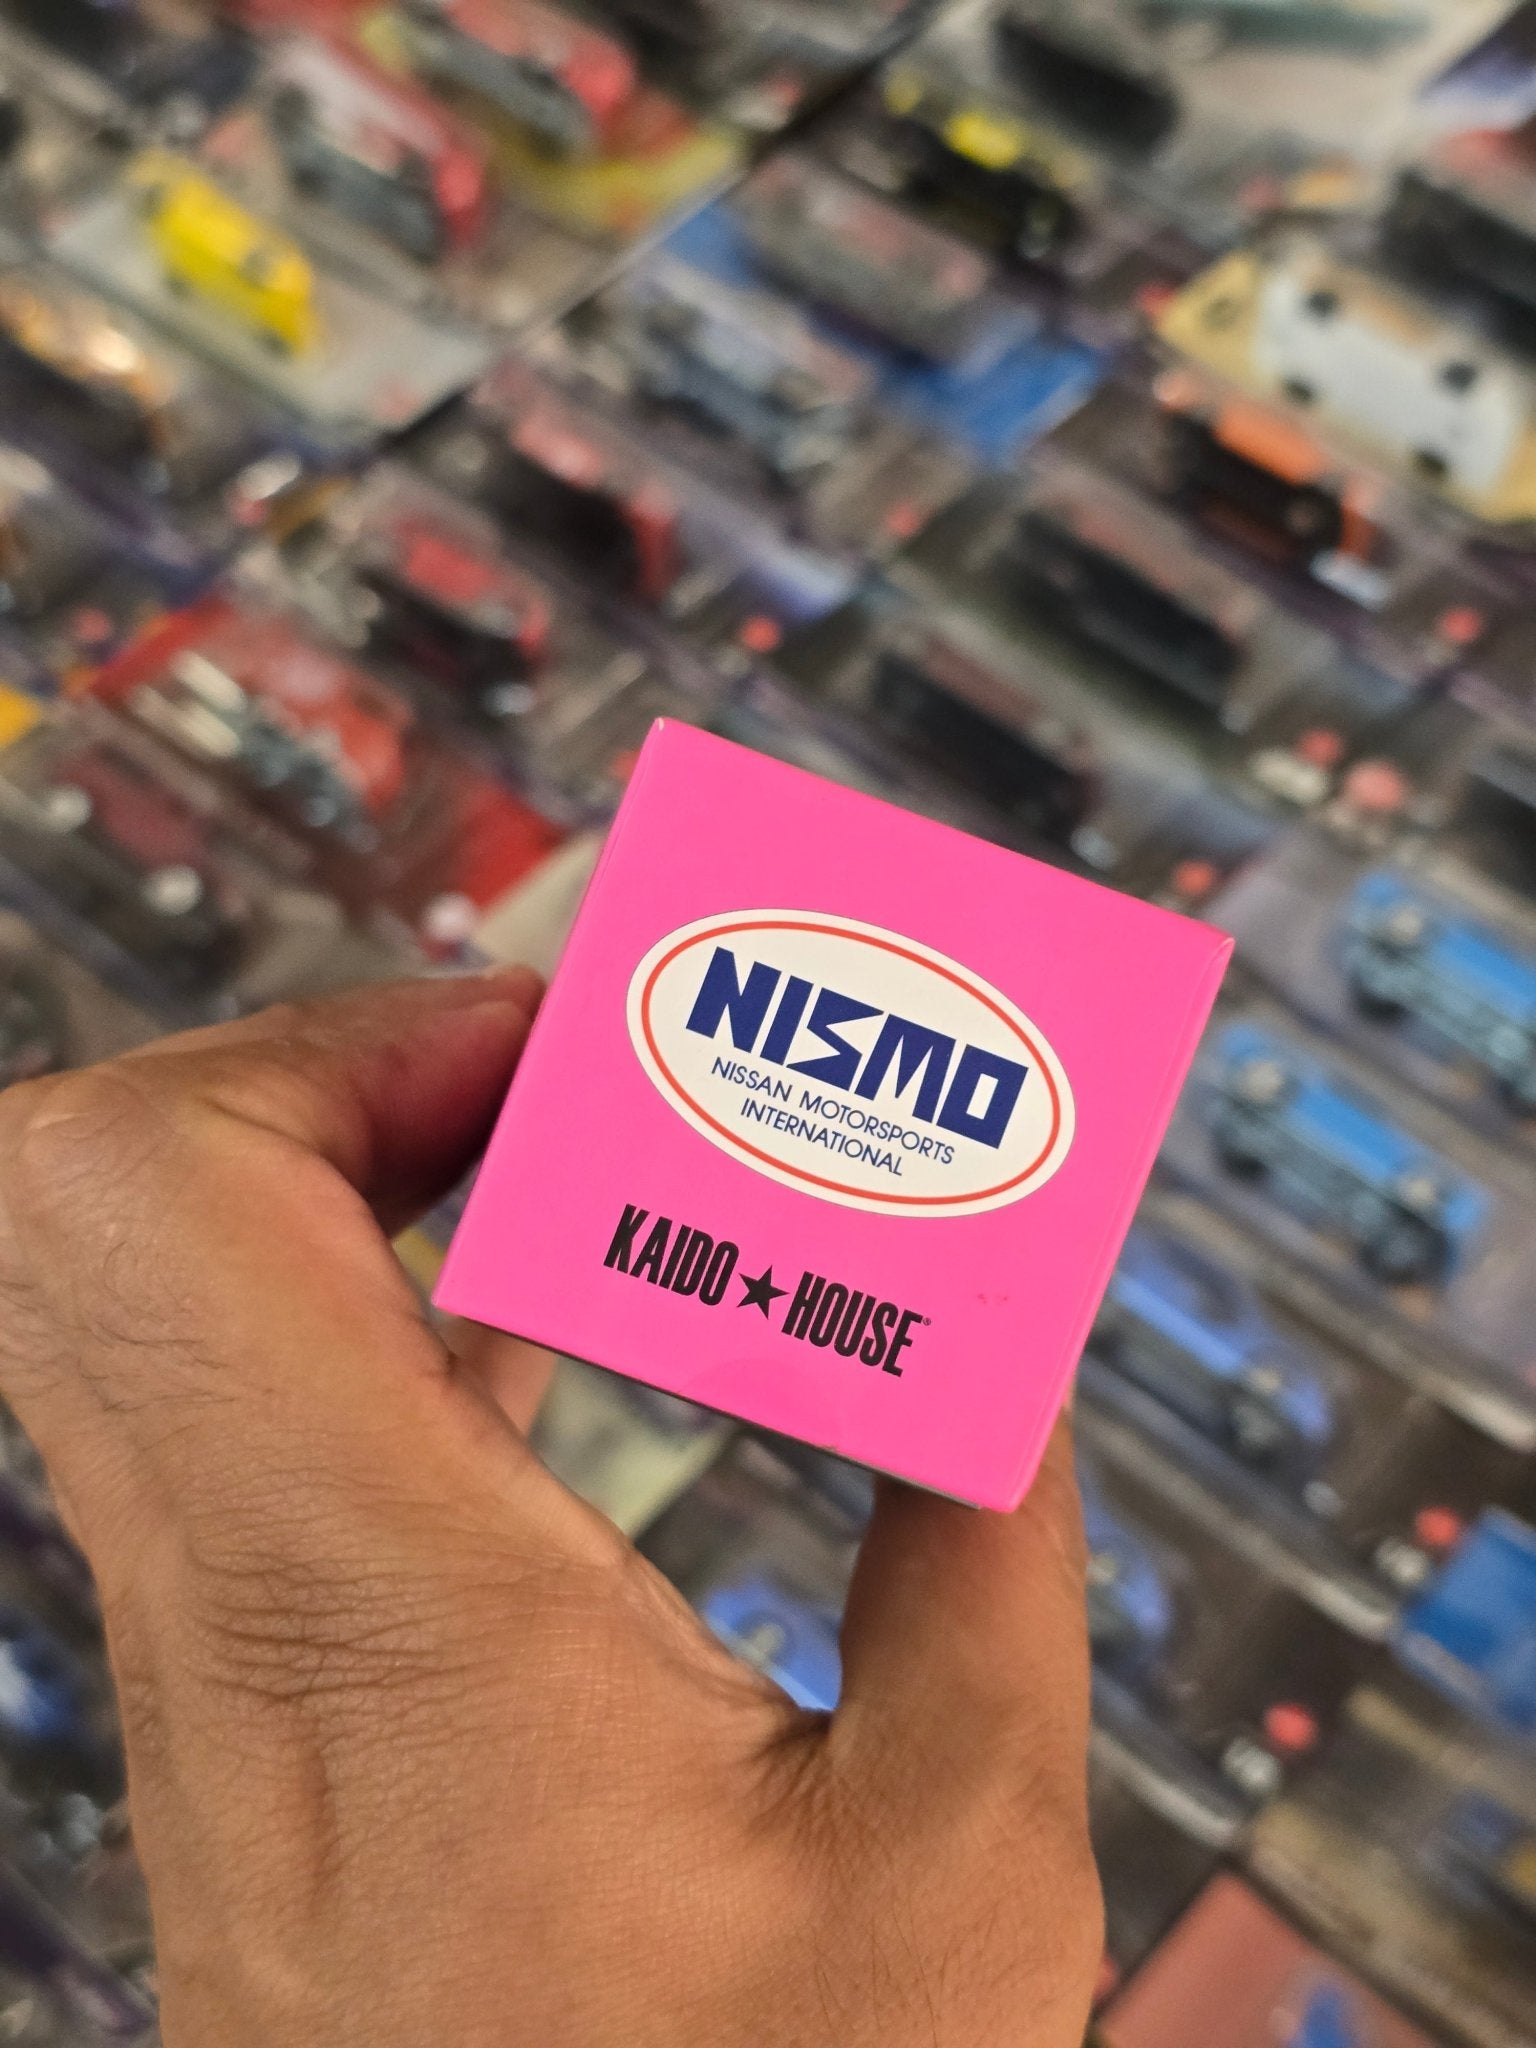 NISMO
NISSAN MOTORSPORTS
INTERNATIONAL
KAIDO★HOUSE®